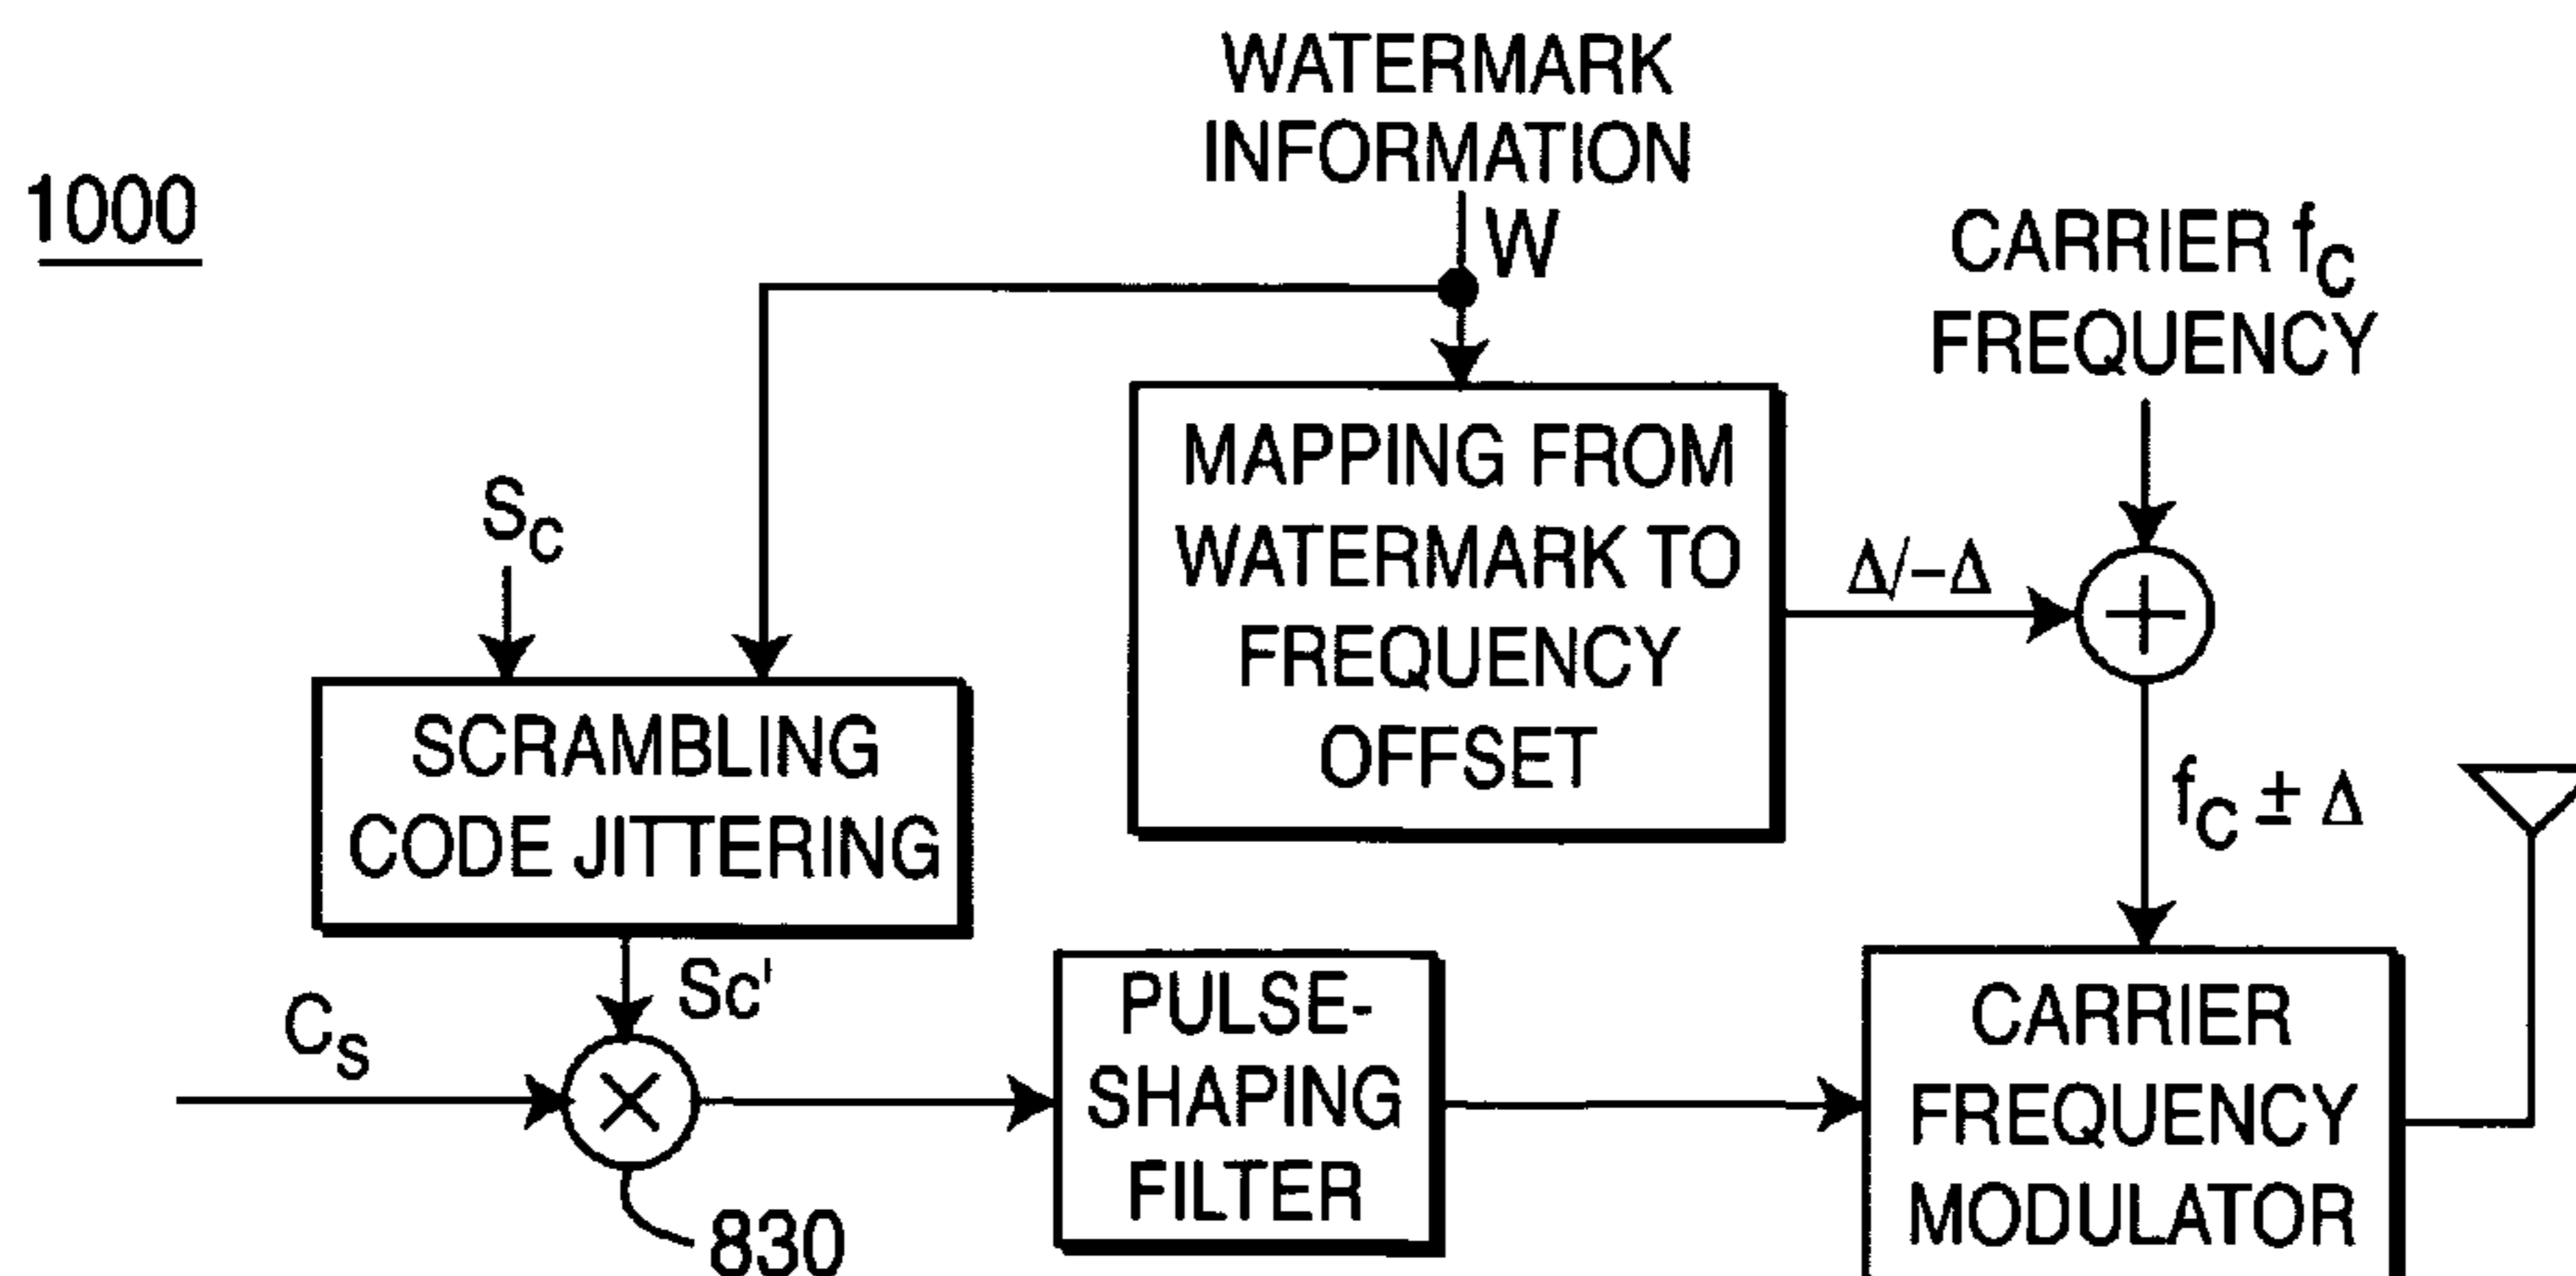 WATERMARK
INFORMATION
1000
W
CARRIER fC
FREQUENCY
MAPPING FROM
WATERMARK TO
FREQUENCY
OFFSET
Δ/−Δ
SC
SCRAMBLING
CODE JITTERING
fC ± Δ
Sc'
CS
PULSE-
SHAPING
FILTER
CARRIER
FREQUENCY
MODULATOR
830